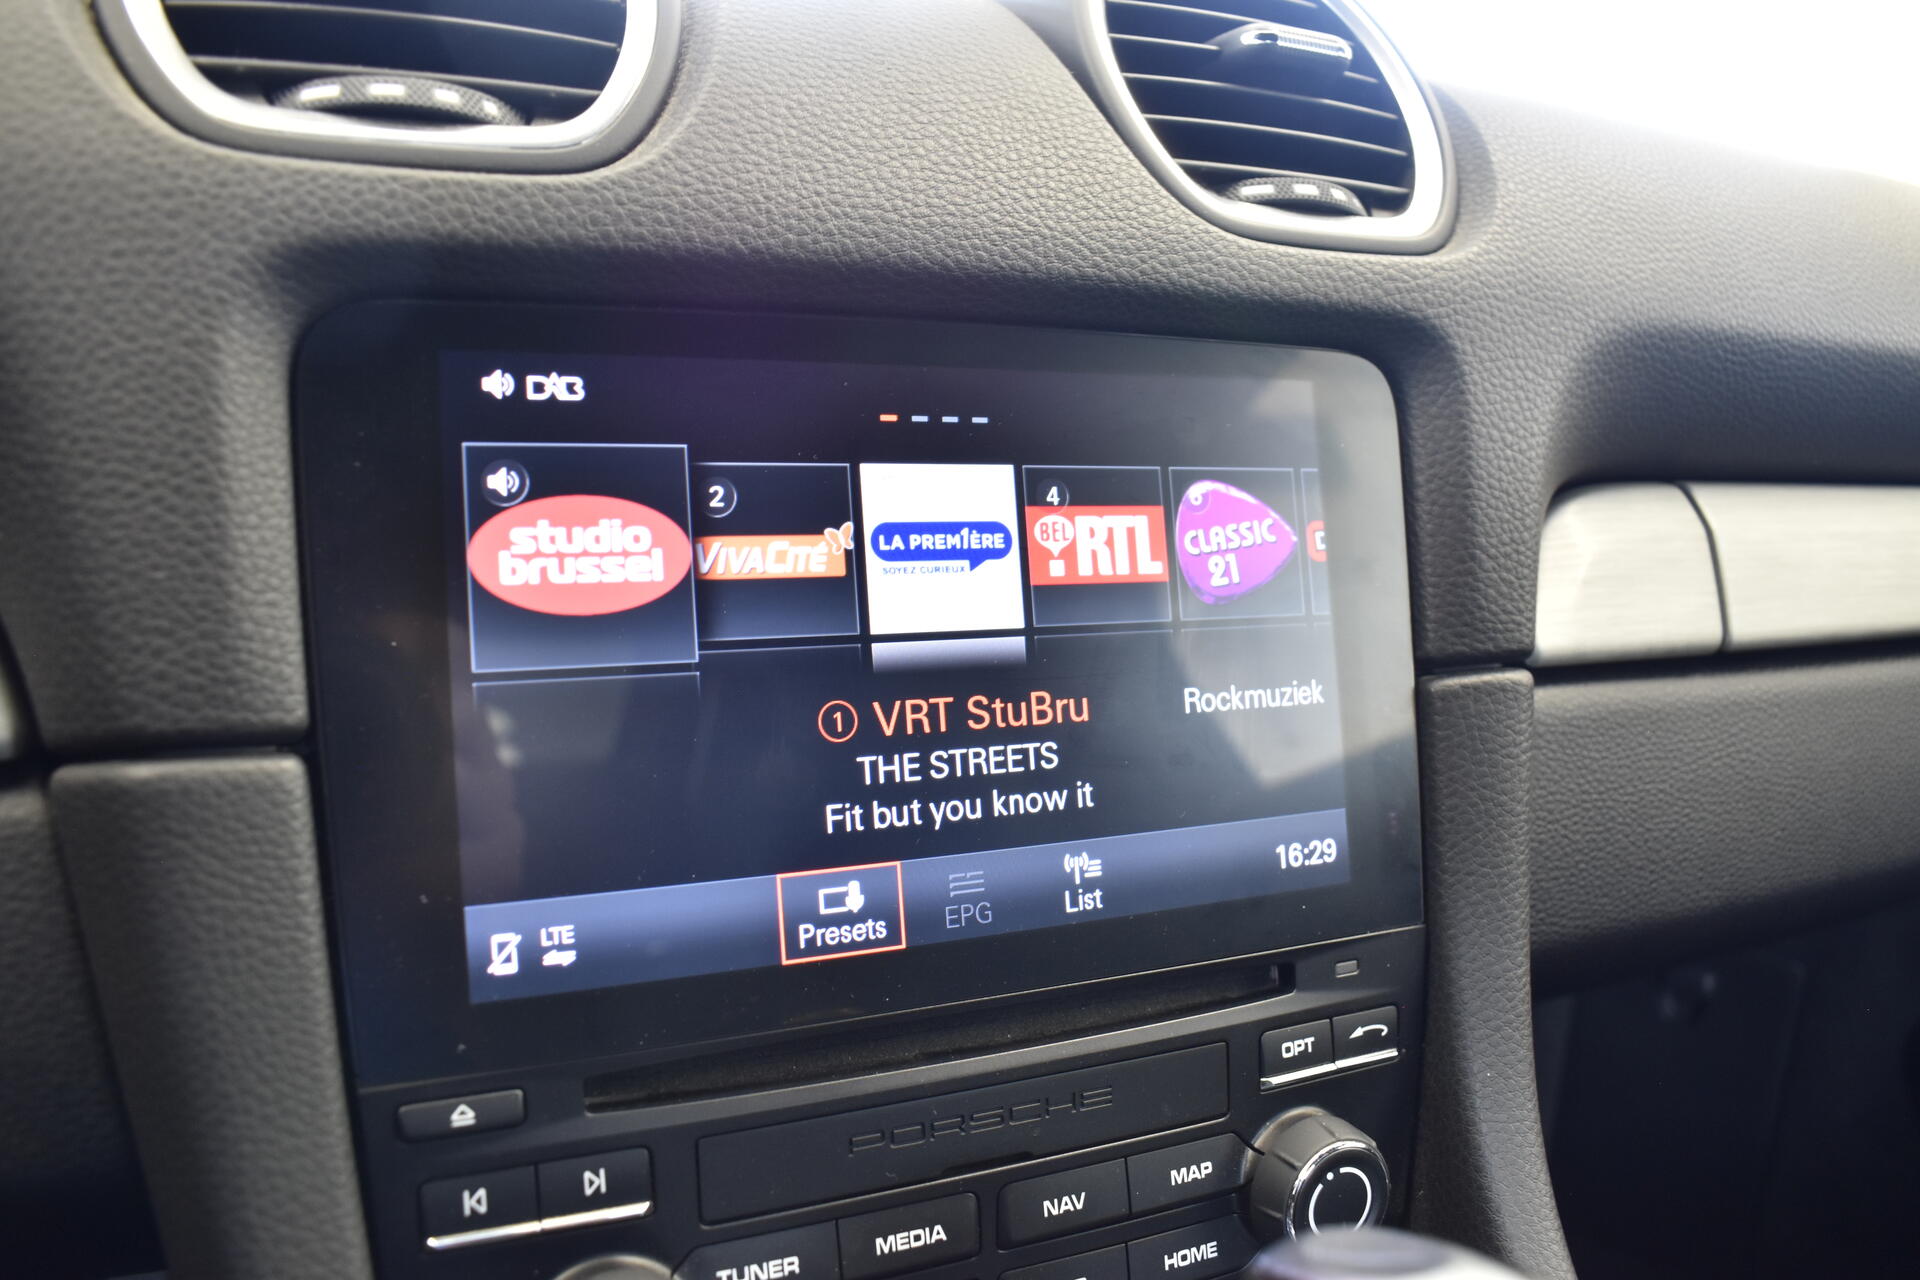 DAB
studio
brussel
2
VIVACITÉ
LA PREM1ÈRE
SOYEZ CURIEUX
4
BEL
RTL
CLASSIC
21
1 VRT StuBru
Rockmuziek
THE STREETS
Fit but you know it
16:29
LTE
Presets
EPG
List
OPT
PORSCHE
MAP
NAV
MEDIA
HOME
TUNER